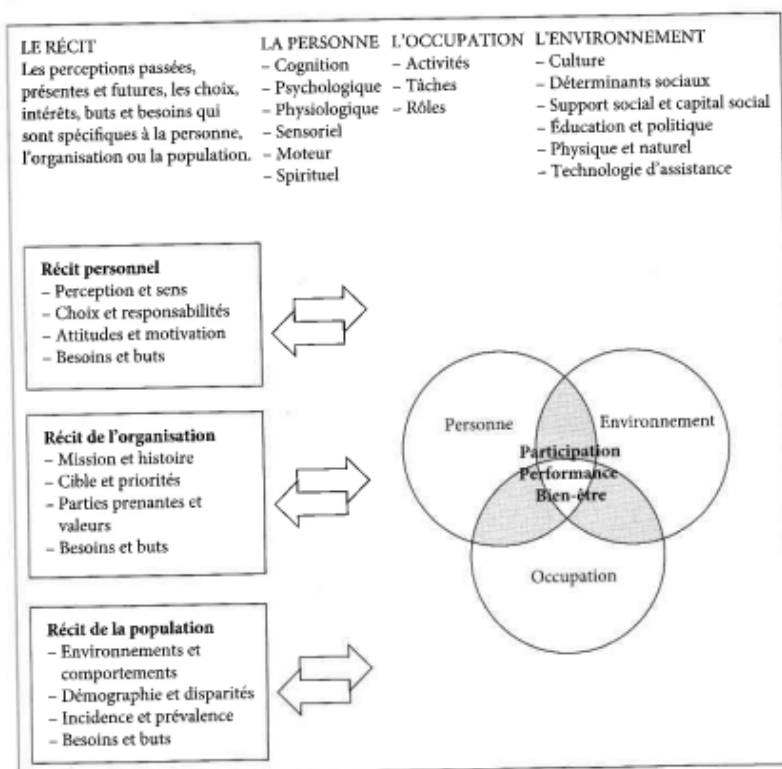 LE RÉCIT
Les perceptions passées,
présentes et futures, les choix,
intérêts, buts et besoins qui
sont spécifiques à la personne,
l'organisation ou la population.
LA PERSONNE
– Cognition
– Psychologique
– Physiologique
– Sensoriel
– Moteur
– Spirituel
L'OCCUPATION
– Activités
– Tâches
– Rôles
L'ENVIRONNEMENT
– Culture
– Déterminants sociaux
– Support social et capital social
– Éducation et politique
– Physique et naturel
– Technologie d'assistance
Récit personnel
– Perception et sens
– Choix et responsabilités
– Attitudes et motivation
– Besoins et buts
Récit de l'organisation
– Mission et histoire
– Cible et priorités
– Parties prenantes et
valeurs
– Besoins et buts
Récit de la population
– Environnements et
comportements
– Démographie et disparités
– Incidence et prévalence
– Besoins et buts
Personne
Environnement
Participation
Performance
Bien-être
Occupation